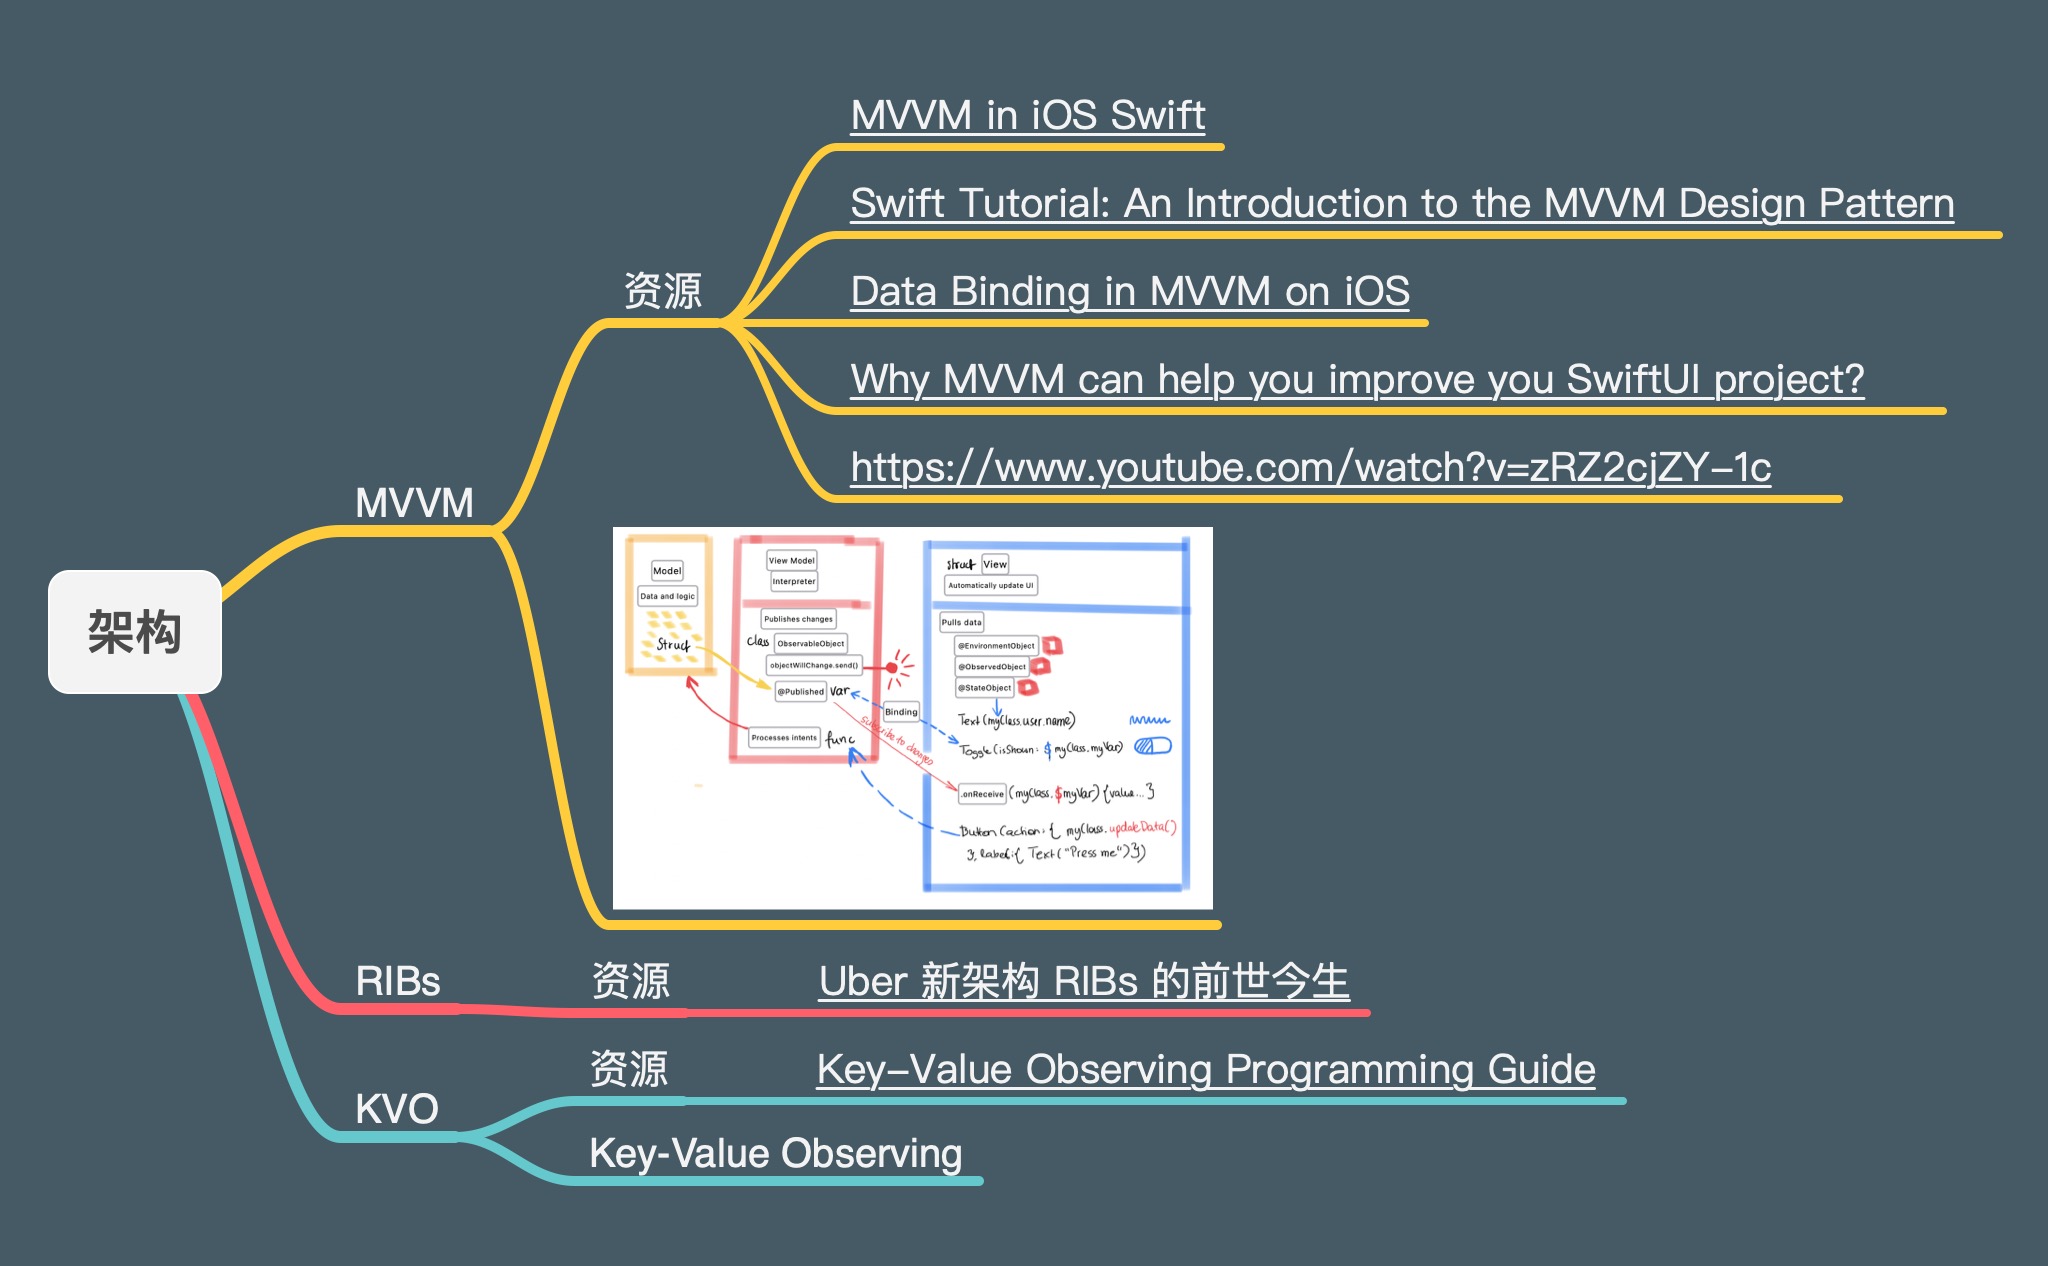 架构
MVVM
资源
MVVM in iOS Swift
Swift Tutorial: An Introduction to the MVVM Design Pattern
Data Binding in MVVM on iOS
Why MVVM can help you improve you SwiftUI project?
https://www.youtube.com/watch?v=zRZ2cjZY-1c
Model
Data and logic
Struct
View Model
Interpreter
Publishes changes
class ObservableObject
objectWillChange.send()
@Published var
Processes intents func
Binding
subscribe to changes
struct View
Automatically update UI
Pulls data
@EnvironmentObject
@ObservedObject
@StateObject
Text(myClass.user.name)
Toggle(isShown: $myClass.myVar)
.onReceive (myClass.$myVar) {value...}
Button(action: { myClass.updateData()
}, label: { Text("Press me") })
RIBs
资源
Uber 新架构 RIBs 的前世今生
KVO
资源
Key-Value Observing Programming Guide
Key-Value Observing